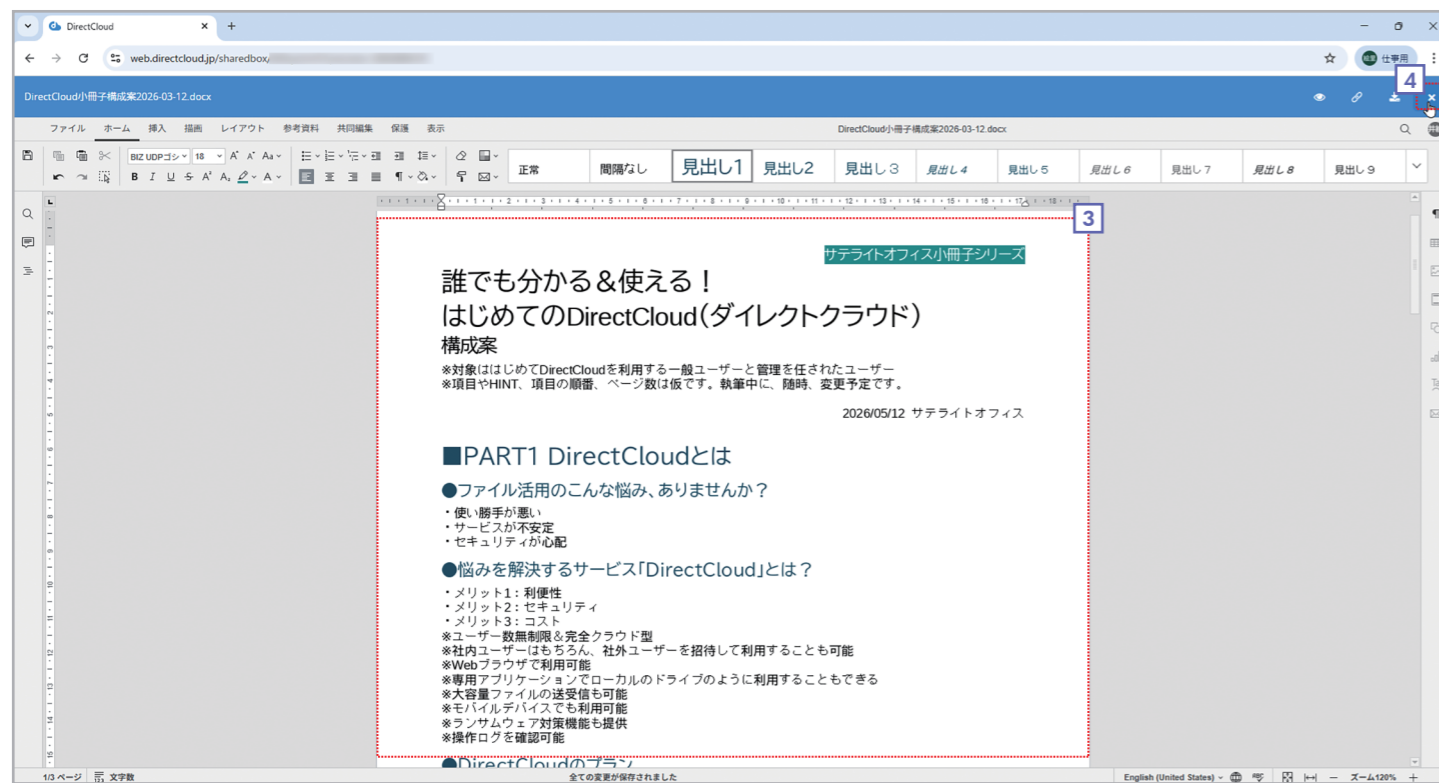 DirectCloud
web.directcloud.jp/sharedbox/
仕事用
4
DirectCloud小冊子構成案2026-03-12.docx
ファイル ホーム 挿入 描画 レイアウト 参考資料 共同編集 保護 表示
DirectCloud小冊子構成案2026-03-12.docx
BIZ UDPゴシ 18
正常 間隔なし 見出し1 見出し2 見出し3 見出し4 見出し5 見出し6 見出し7 見出し8 見出し9
3
サテライトオフィス小冊子シリーズ
誰でも分かる&使える!
はじめてのDirectCloud(ダイレクトクラウド)
構成案
※対象ははじめてDirectCloudを利用する一般ユーザーと管理を任されたユーザー
※項目やHINT、項目の順番、ページ数は仮です。執筆中に、随時、変更予定です。
2026/05/12 サテライトオフィス
■PART1 DirectCloudとは
●ファイル活用のこんな悩み、ありませんか?
・使い勝手が悪い
・サービスが不安定
・セキュリティが心配
●悩みを解決するサービス「DirectCloud」とは?
・メリット1:利便性
・メリット2:セキュリティ
・メリット3:コスト
※ユーザー数無制限&完全クラウド型
※社内ユーザーはもちろん、社外ユーザーを招待して利用することも可能
※Webブラウザで利用可能
※専用アプリケーションでローカルのドライブのように利用することもできる
※大容量ファイルの送受信も可能
※モバイルデバイスでも利用可能
※ランサムウェア対策機能も提供
※操作ログを確認可能
●DirectCloudのプラン
1/3 ページ 文字数 全ての変更が保存されました English (United States) ズーム120%